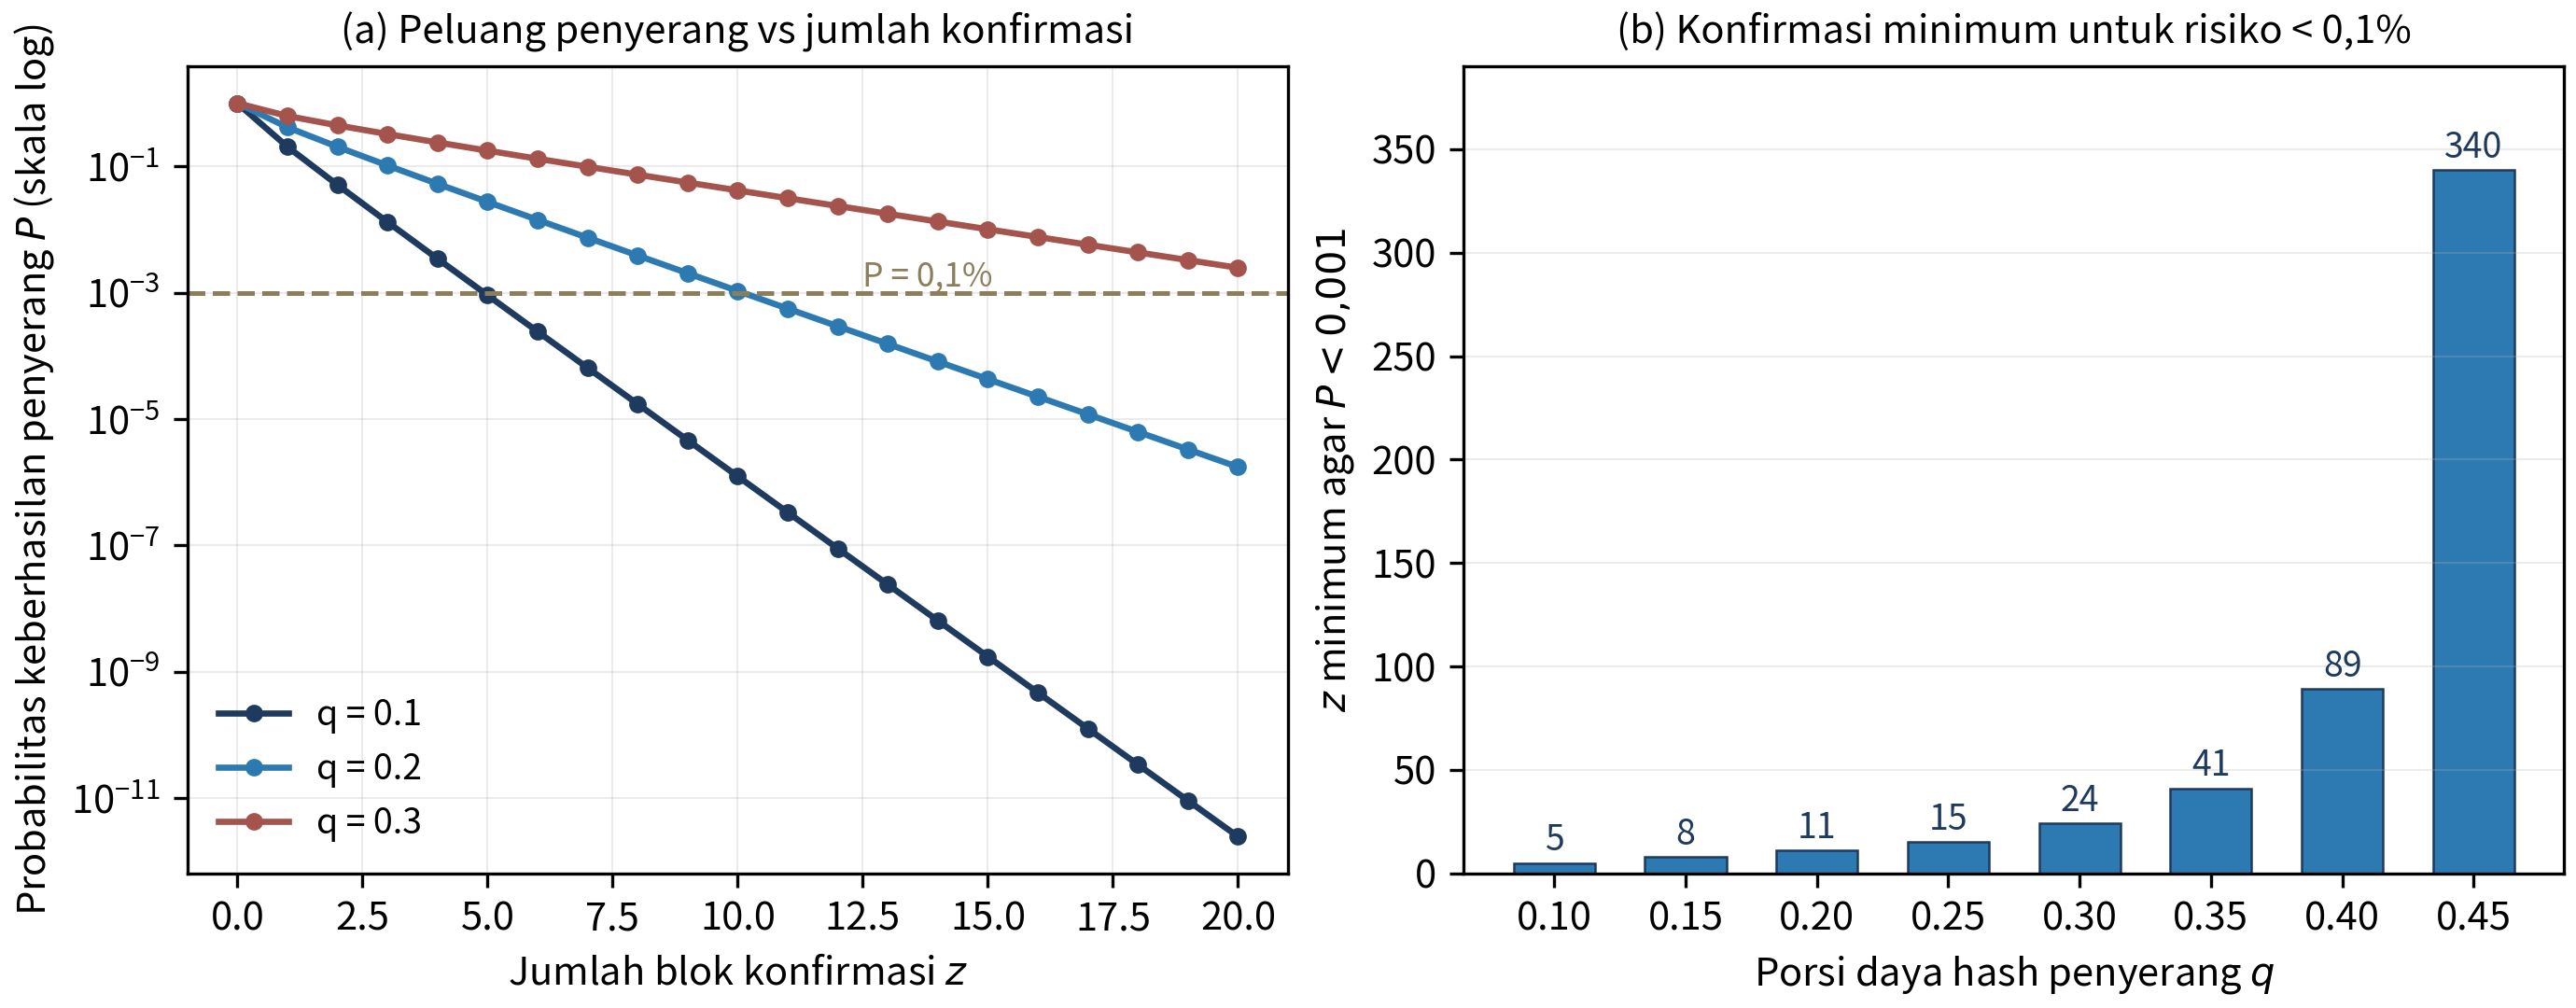 (a) Peluang penyerang vs jumlah konfirmasi
Probabilitas keberhasilan penyerang P (skala log)
10⁻¹
10⁻³
10⁻⁵
10⁻⁷
10⁻⁹
10⁻¹¹
P = 0,1%
q = 0.1
q = 0.2
q = 0.3
0.0 2.5 5.0 7.5 10.0 12.5 15.0 17.5 20.0
Jumlah blok konfirmasi z
(b) Konfirmasi minimum untuk risiko < 0,1%
z minimum agar P < 0,001
350
300
250
200
150
100
50
0
5 8 11 15 24 41 89 340
0.10 0.15 0.20 0.25 0.30 0.35 0.40 0.45
Porsi daya hash penyerang q